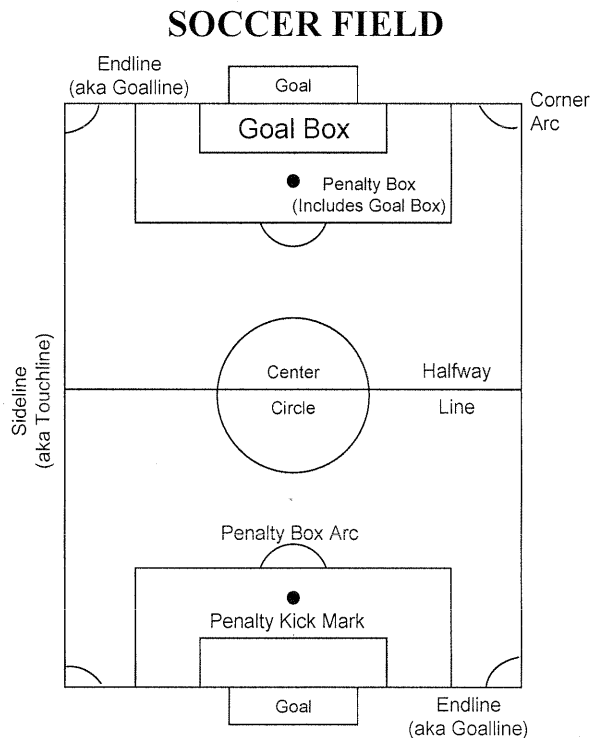 SOCCER FIELD
Endline
(aka Goalline)
Goal
Corner
Arc
Goal Box
Penalty Box
(Includes Goal Box)
Sideline
(aka Touchline)
Center
Circle
Halfway
Line
Penalty Box Arc
Penalty Kick Mark
Goal
Endline
(aka Goalline)